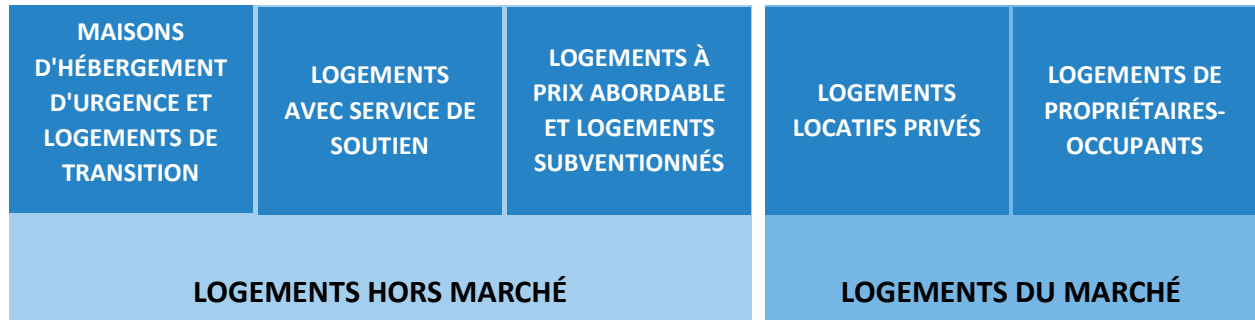 MAISONS
D'HÉBERGEMENT
D'URGENCE ET
LOGEMENTS DE
TRANSITION
LOGEMENTS
AVEC SERVICE DE
SOUTIEN
LOGEMENTS À
PRIX ABORDABLE
ET LOGEMENTS
SUBVENTIONNÉS
LOGEMENTS
LOCATIFS PRIVÉS
LOGEMENTS DE
PROPRIÉTAIRES-
OCCUPANTS
LOGEMENTS HORS MARCHÉ
LOGEMENTS DU MARCHÉ